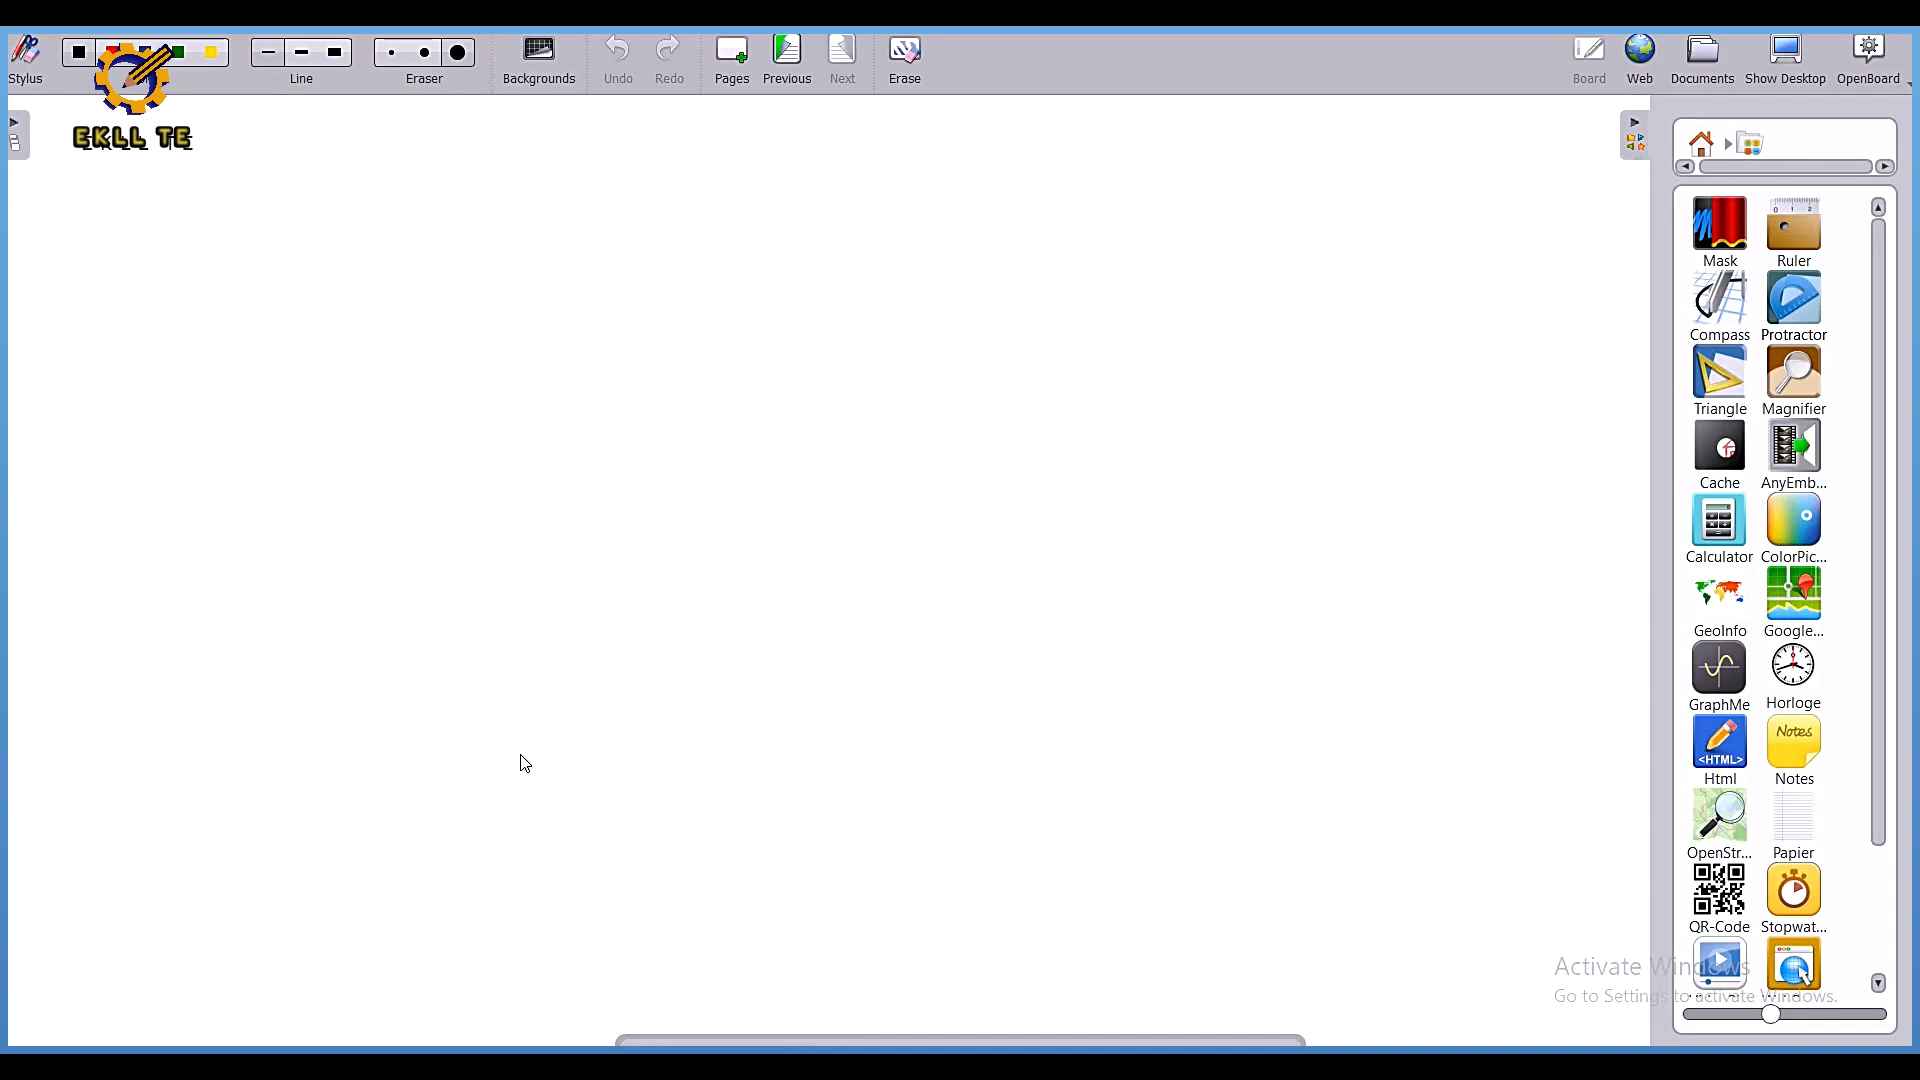 Stylus
Line
Eraser
Backgrounds
Undo
Redo
Pages
Previous
Next
Erase
Board
Web
Documents
Show Desktop
OpenBoard
EKLL TE
Mask
Ruler
Compass
Protractor
Triangle
Magnifier
Cache
AnyEmb...
Calculator
ColorPic...
GeoInfo
Google...
GraphMe
Horloge
<HTML>
Notes
Html
Notes
OpenStr...
Papier
QR-Code
Stopwat...
Activate Windows
Go to Settings to activate Windows.